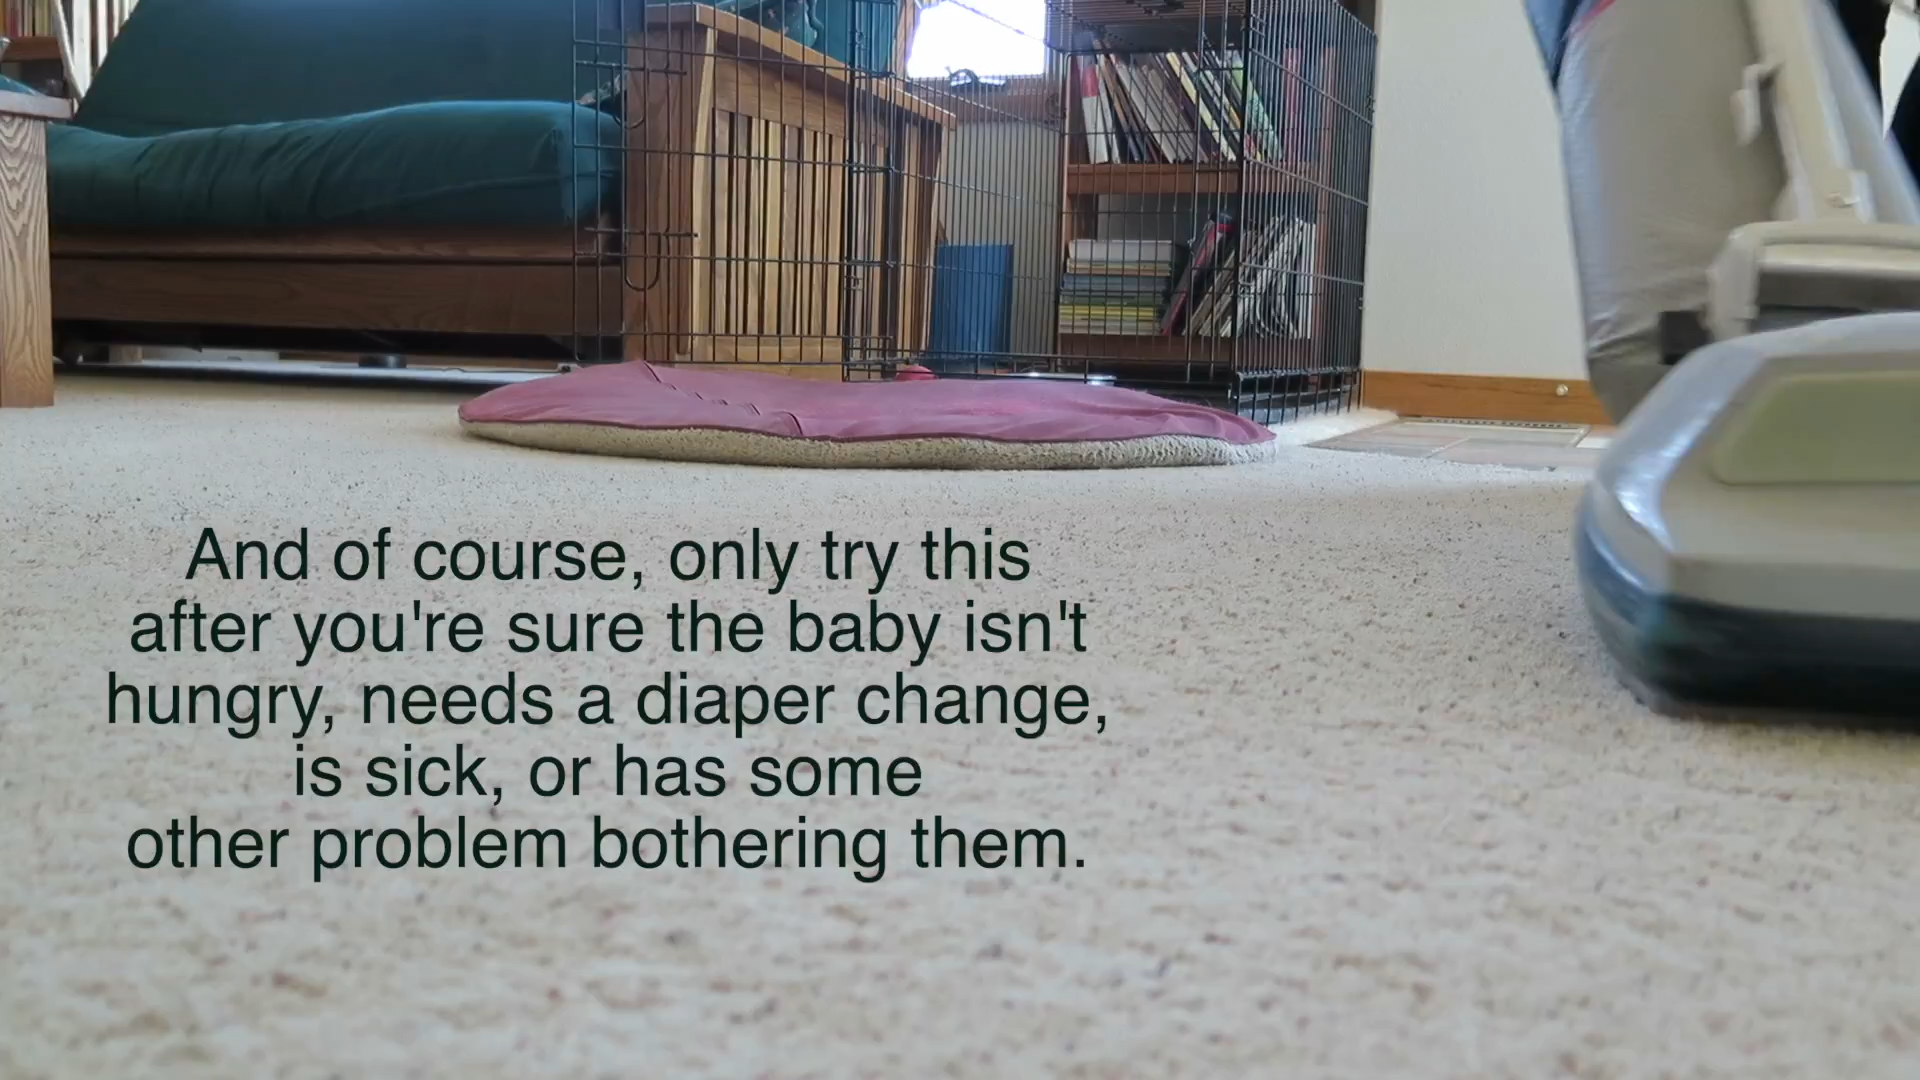 And of course, only try this
after you're sure the baby isn't
hungry, needs a diaper change,
is sick, or has some
other problem bothering them.